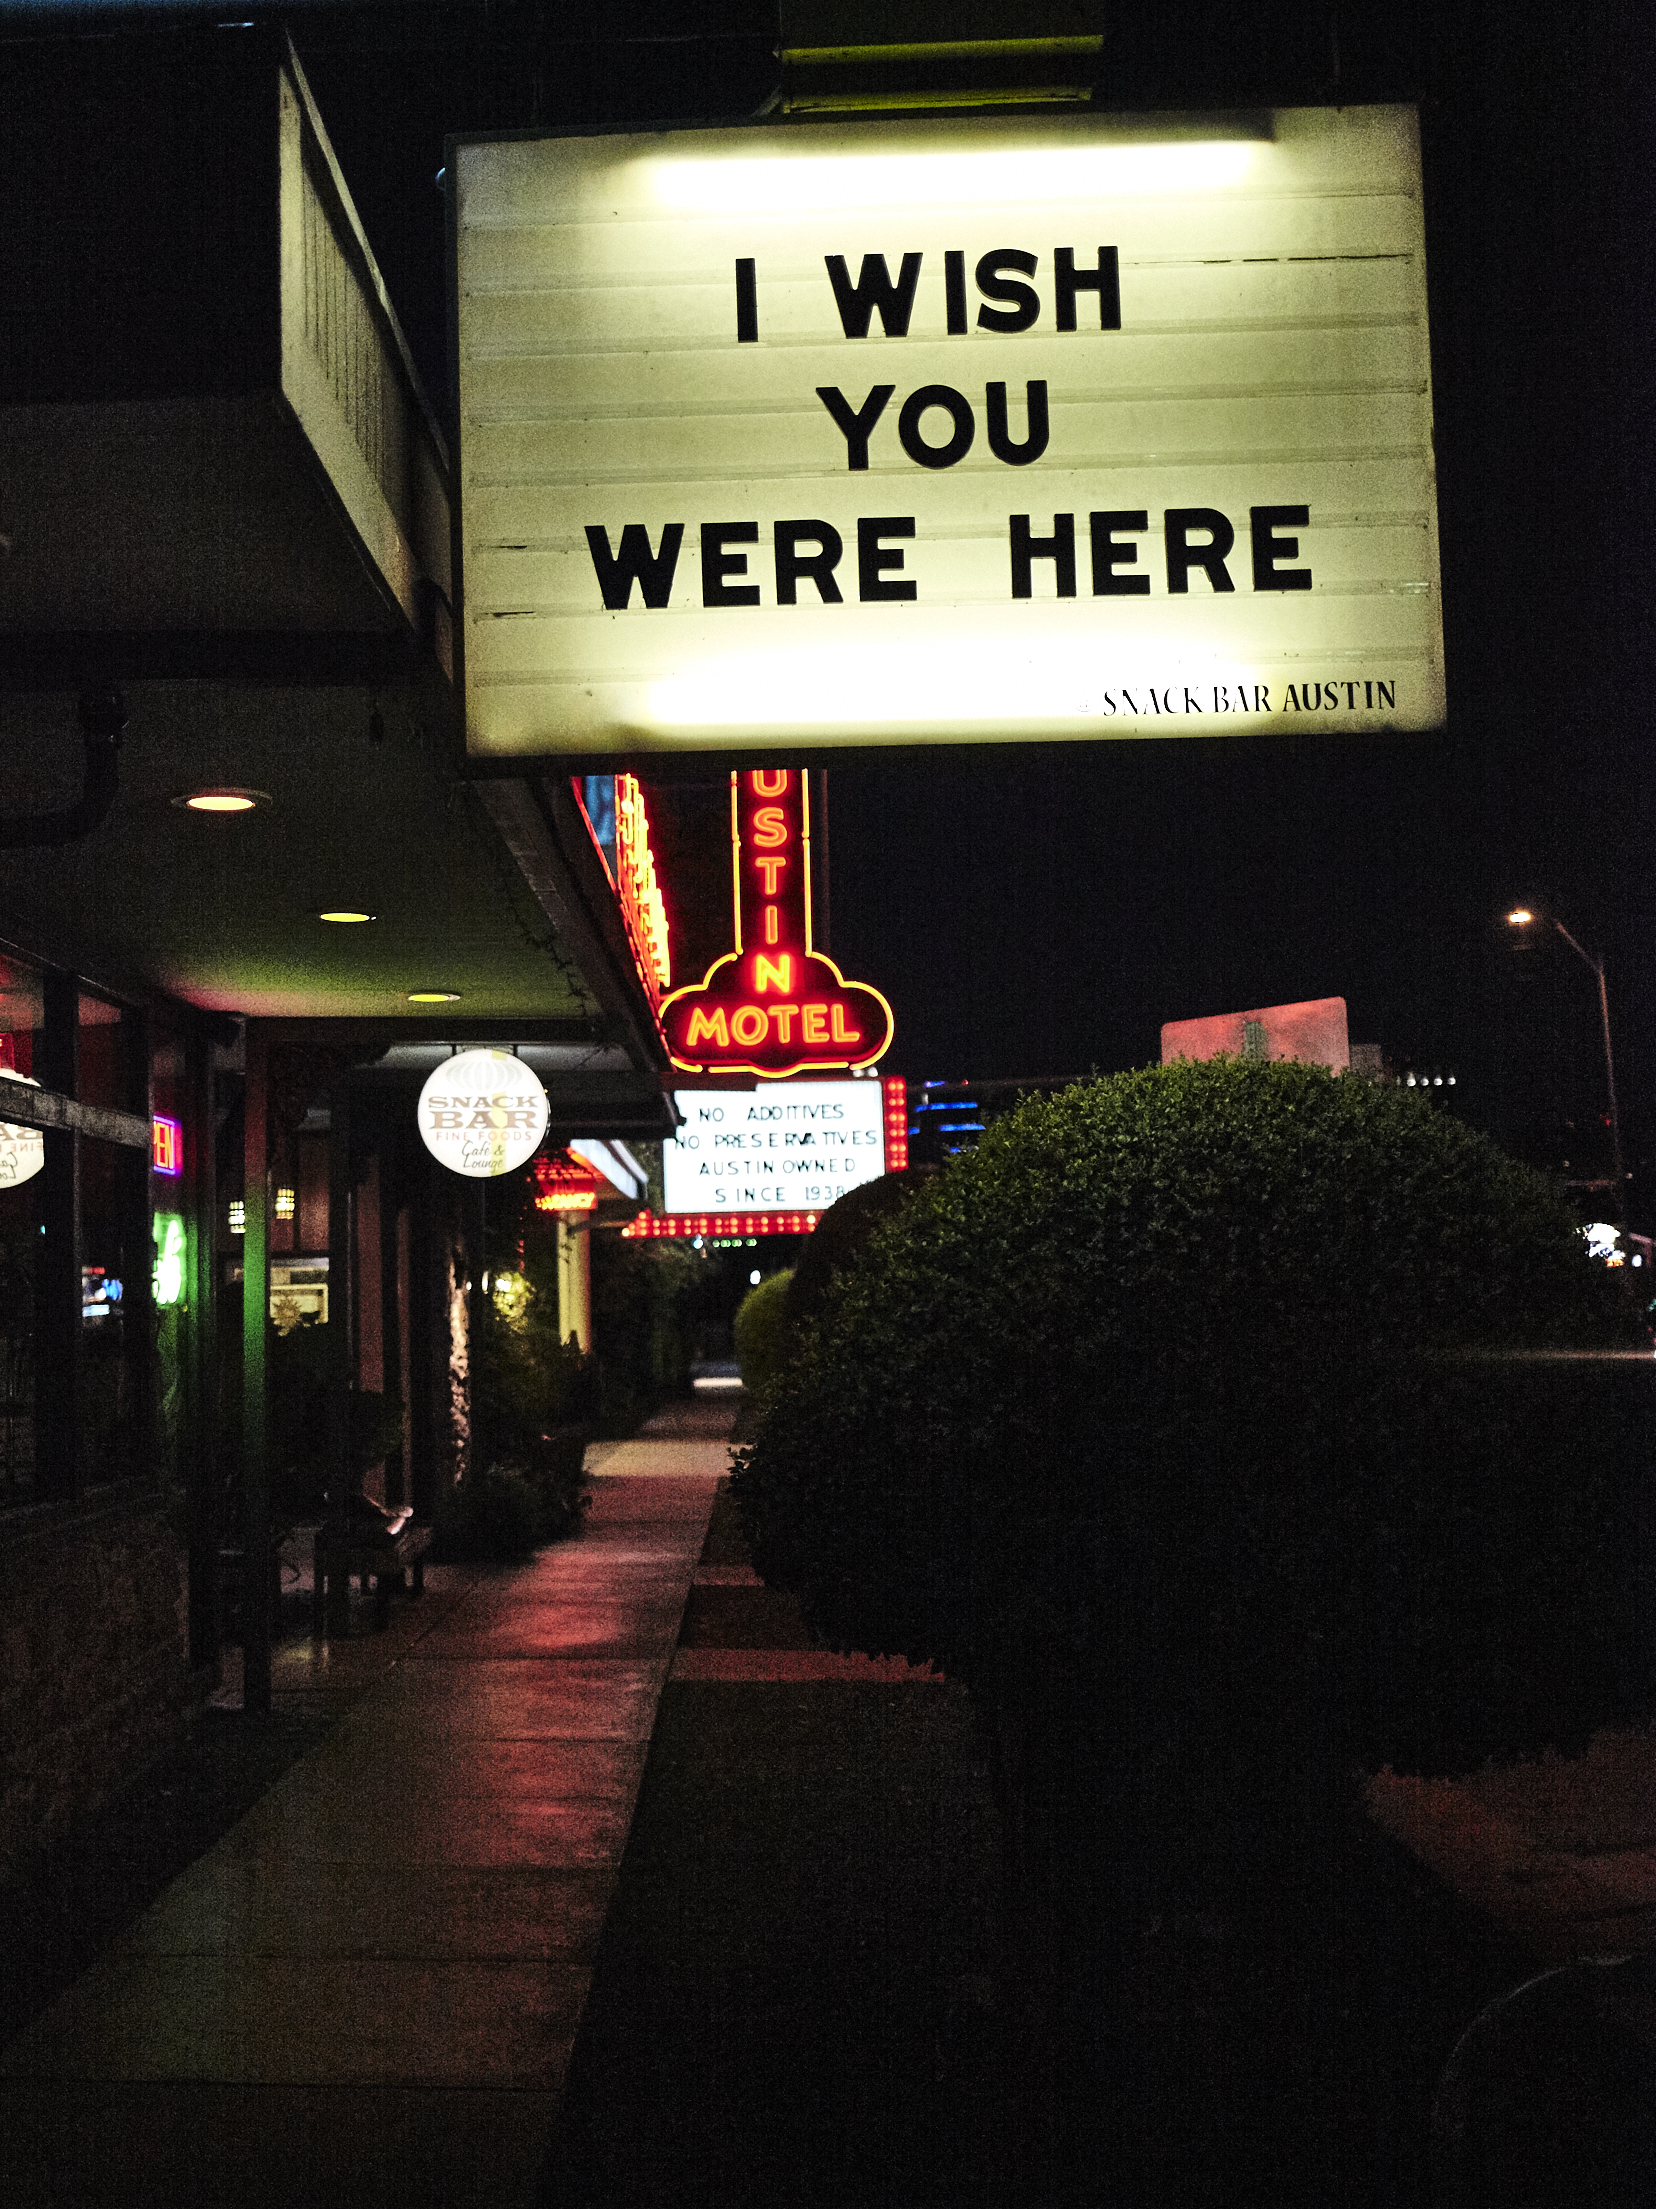 I WISH
YOU
WERE HERE
@ SNACK BAR AUSTIN
USTIN
MOTEL
SNACK
BAR
FINE FOODS
Cafe &
Lounge
NO ADDITIVES
NO PRESERVATIVES
AUSTIN OWNED
SINCE 1938
PEN